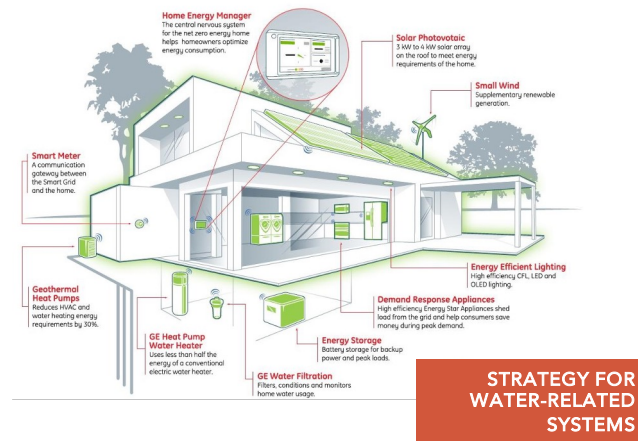 Home Energy Manager
The central nervous system
for the net zero energy home
helps homeowners optimize
energy consumption.
Solar Photovotaic
3 kW to 4 kW solar array
on the roof to meet energy
requirements of the home.
Small Wind
Supplementary renewable
generation.
Smart Meter
A communication
gateway between
the Smart Grid
and the home.
Geothermal
Heat Pumps
Reduces HVAC and
water heating energy
requirements by 30%.
GE Heat Pump
Water Heater
Uses less than half the
energy of a conventional
electric water heater.
GE Water Filtration
Filters, conditions and monitors
home water usage.
Energy Storage
Battery storage for backup
power and peak loads.
Demand Response Appliances
High efficiency Energy Star Appliances shed
load from the grid and help consumers save
money during peak demand.
Energy Efficient Lighting
High efficiency CFL, LED and
OLED lighting.
STRATEGY FOR
WATER-RELATED
SYSTEMS